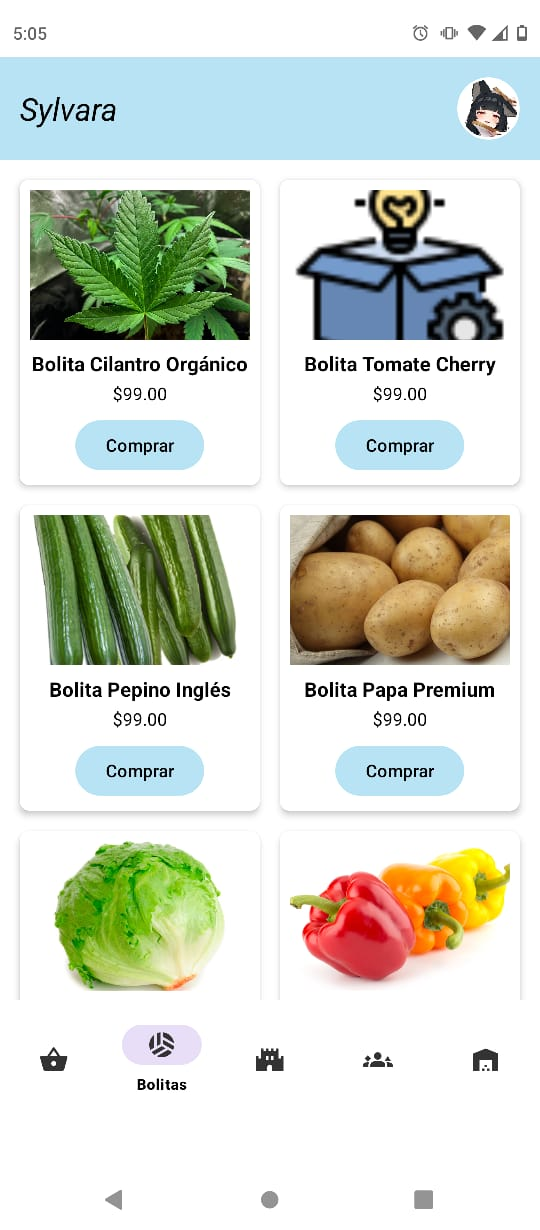 5:05
Sylvara
Bolita Cilantro Orgánico
$99.00
Comprar
Bolita Tomate Cherry
$99.00
Comprar
Bolita Pepino Inglés
$99.00
Comprar
Bolita Papa Premium
$99.00
Comprar
Bolitas